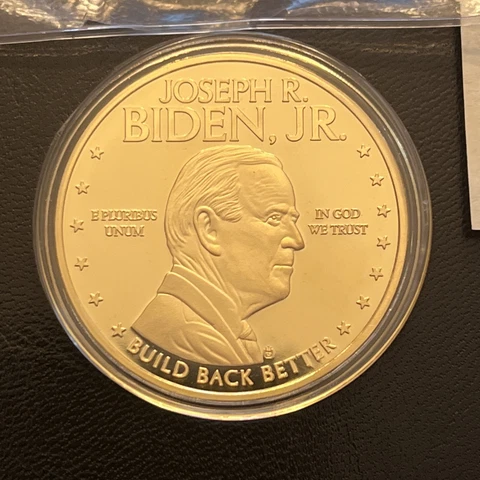 JOSEPH R.
BIDEN, JR.
E PLURIBUS
UNUM
IN GOD
WE TRUST
BUILD BACK BETTER